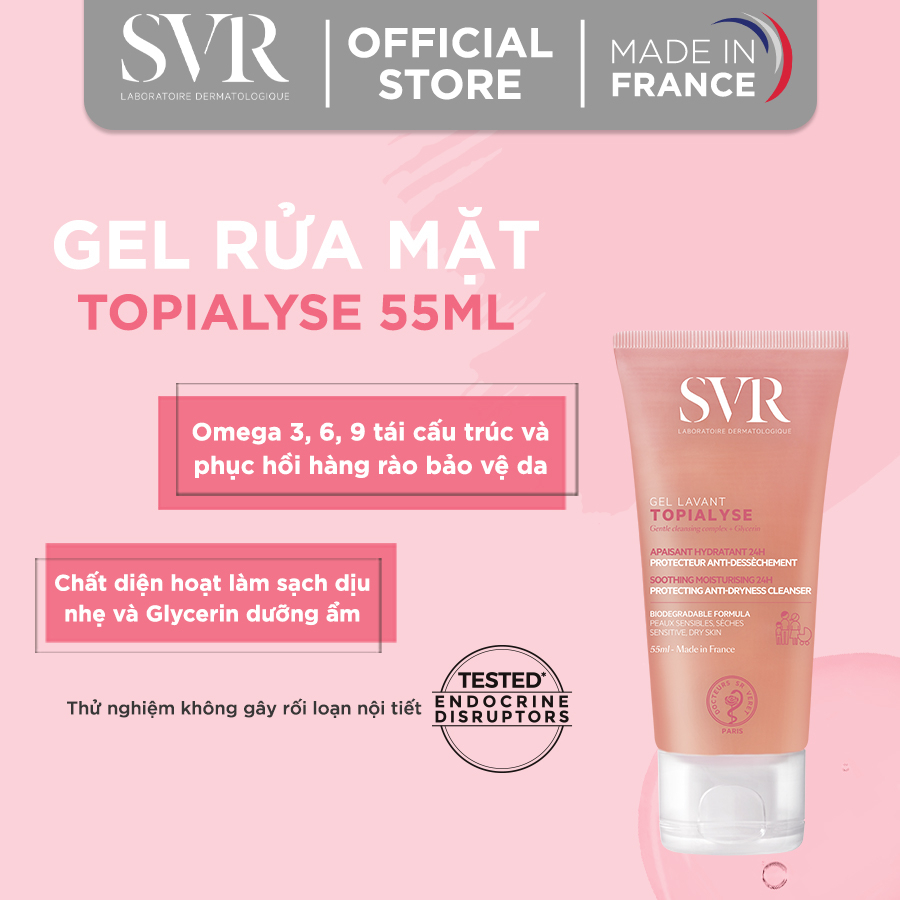 SVR
LABORATOIRE DERMATOLOGIQUE
OFFICIAL
STORE
MADE IN
FRANCE
GEL RỬA MẶT
TOPIALYSE 55ML
Omega 3, 6, 9 tái cấu trúc và
phục hồi hàng rào bảo vệ da
Chất diện hoạt làm sạch dịu
nhẹ và Glycerin dưỡng ẩm
Thử nghiệm không gây rối loạn nội tiết
TESTED*
ENDOCRINE
DISRUPTORS
SVR
LABORATOIRE DERMATOLOGIQUE
GEL LAVANT
TOPIALYSE
Gentle cleansing complex + Glycerin
APAISANT HYDRATANT 24H
PROTECTEUR ANTI-DESSÈCHEMENT
SOOTHING MOISTURISING 24H
PROTECTING ANTI-DRYNESS CLEANSER
BIODEGRADABLE FORMULA
PEAUX SENSIBLES, SÈCHES
SENSITIVE, DRY SKIN
55ml - Made in France
DOCTEURS SR VERET
PARIS